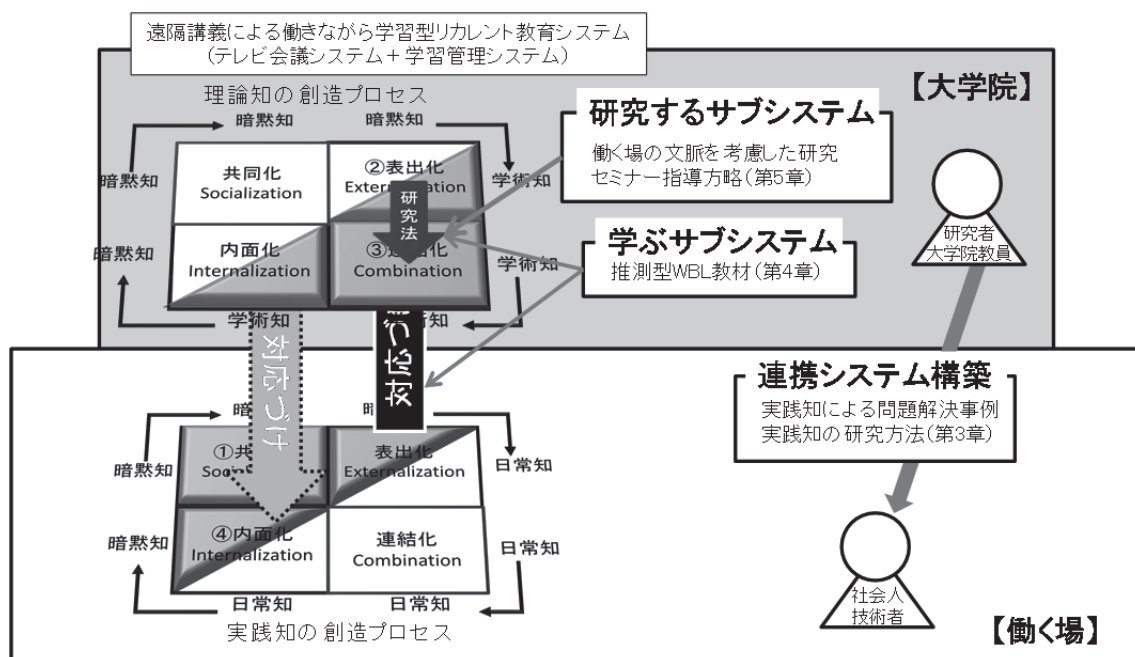 遠隔講義による働きながら学習型リカレント教育システム
（テレビ会議システム＋学習管理システム）
【大学院】
理論知の創造プロセス
暗黙知
暗黙知
暗黙知
学術知
共同化
Socialization
②表出化
研究法
内面化
Internalization
Combination
暗黙知
学術知
学術知
研究するサブシステム
働く場の文脈を考慮した研究
セミナー指導方略(第5章)
学ぶサブシステム
推測型WBL教材(第4章)
研究者
大学院教員
対応づけ
連携システム構築
実践知による問題解決事例
実践知の研究方法(第3章)
暗黙知
日常知
表出化
Externalization
④内面化
Internalization
連結化
Combination
暗黙知
日常知
日常知
日常知
実践知の創造プロセス
社会人
技術者
【働く場】